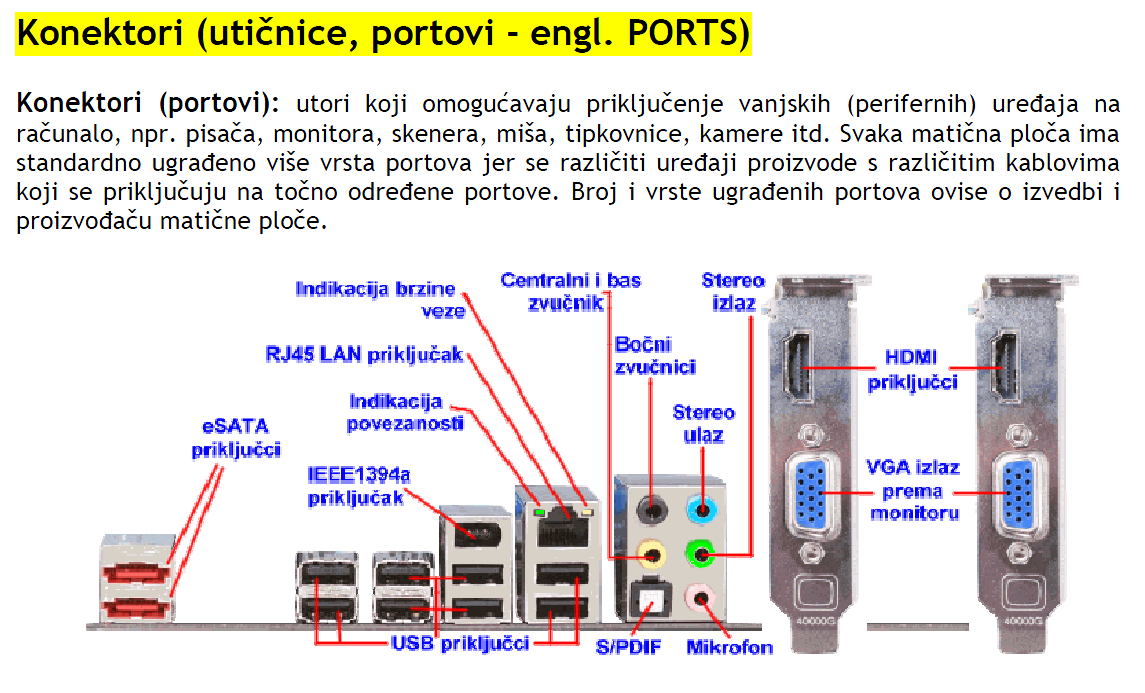 Konektori (utičnice, portovi - engl. PORTS)
Konektori (portovi): utori koji omogućavaju priključenje vanjskih (perifernih) uređaja na
računalo, npr. pisača, monitora, skenera, miša, tipkovnice, kamere itd. Svaka matična ploča ima
standardno ugrađeno više vrsta portova jer se različiti uređaji proizvode s različitim kablovima
koji se priključuju na točno određene portove. Broj i vrste ugrađenih portova ovise o izvedbi i
proizvođaču matične ploče.
Indikacija brzine
veze
Centralni i bas
zvučnik
Stereo
izlaz
RJ45 LAN priključak
Bočni
zvučnici
HDMI
priključci
Indikacija
povezanosti
Stereo
ulaz
eSATA
priključci
IEEE1394a
priključak
VGA izlaz
prema
monitoru
USB priključci
S/PDIF
Mikrofon
40000G
40000G